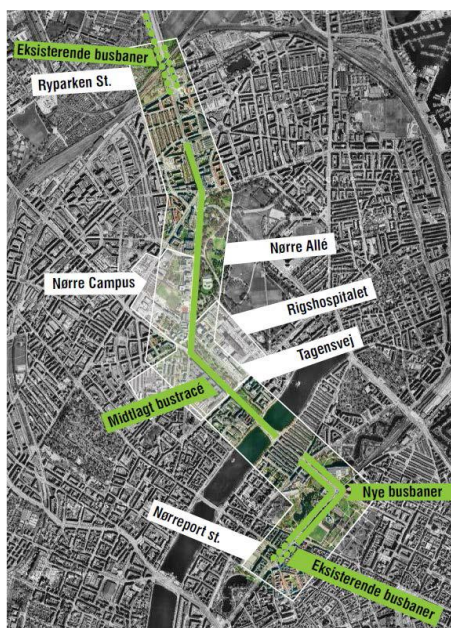 Eksisterende busbaner
Ryparken St.
Nørre Allé
Nørre Campus
Rigshospitalet
Tagensvej
Midtlagt bustracé
Nye busbaner
Nørreport st.
Eksisterende busbaner